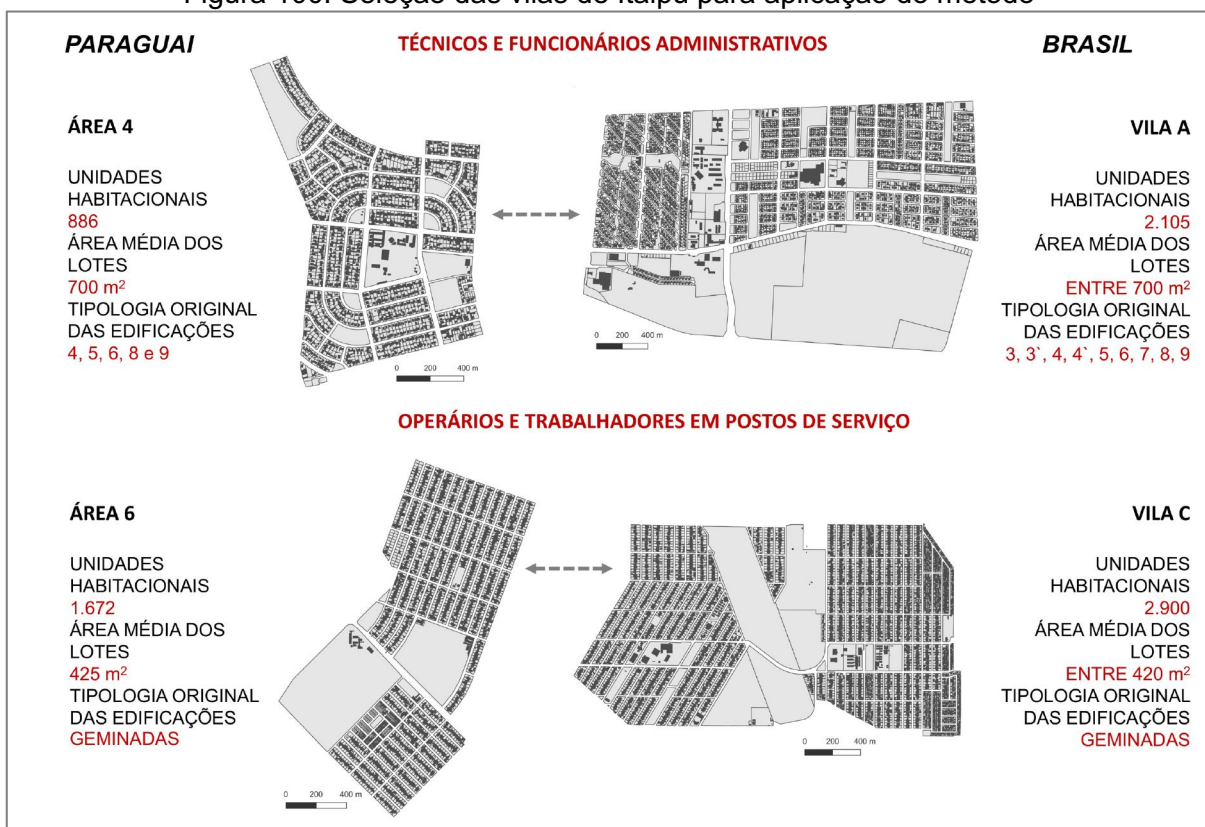 PARAGUAI
TÉCNICOS E FUNCIONÁRIOS ADMINISTRATIVOS
BRASIL
ÁREA 4
UNIDADES
HABITACIONAIS
886
ÁREA MÉDIA DOS
LOTES
700 m²
TIPOLOGIA ORIGINAL
DAS EDIFICAÇÕES
4, 5, 6, 8 e 9
0 200 400 m
VILA A
UNIDADES
HABITACIONAIS
2.105
ÁREA MÉDIA DOS
LOTES
ENTRE 700 m²
TIPOLOGIA ORIGINAL
DAS EDIFICAÇÕES
3, 3`, 4, 4`, 5, 6, 7, 8, 9
0 200 400 m
OPERÁRIOS E TRABALHADORES EM POSTOS DE SERVIÇO
ÁREA 6
UNIDADES
HABITACIONAIS
1.672
ÁREA MÉDIA DOS
LOTES
425 m²
TIPOLOGIA ORIGINAL
DAS EDIFICAÇÕES
GEMINADAS
0 200 400 m
VILA C
UNIDADES
HABITACIONAIS
2.900
ÁREA MÉDIA DOS
LOTES
ENTRE 420 m²
TIPOLOGIA ORIGINAL
DAS EDIFICAÇÕES
GEMINADAS
0 200 400 m